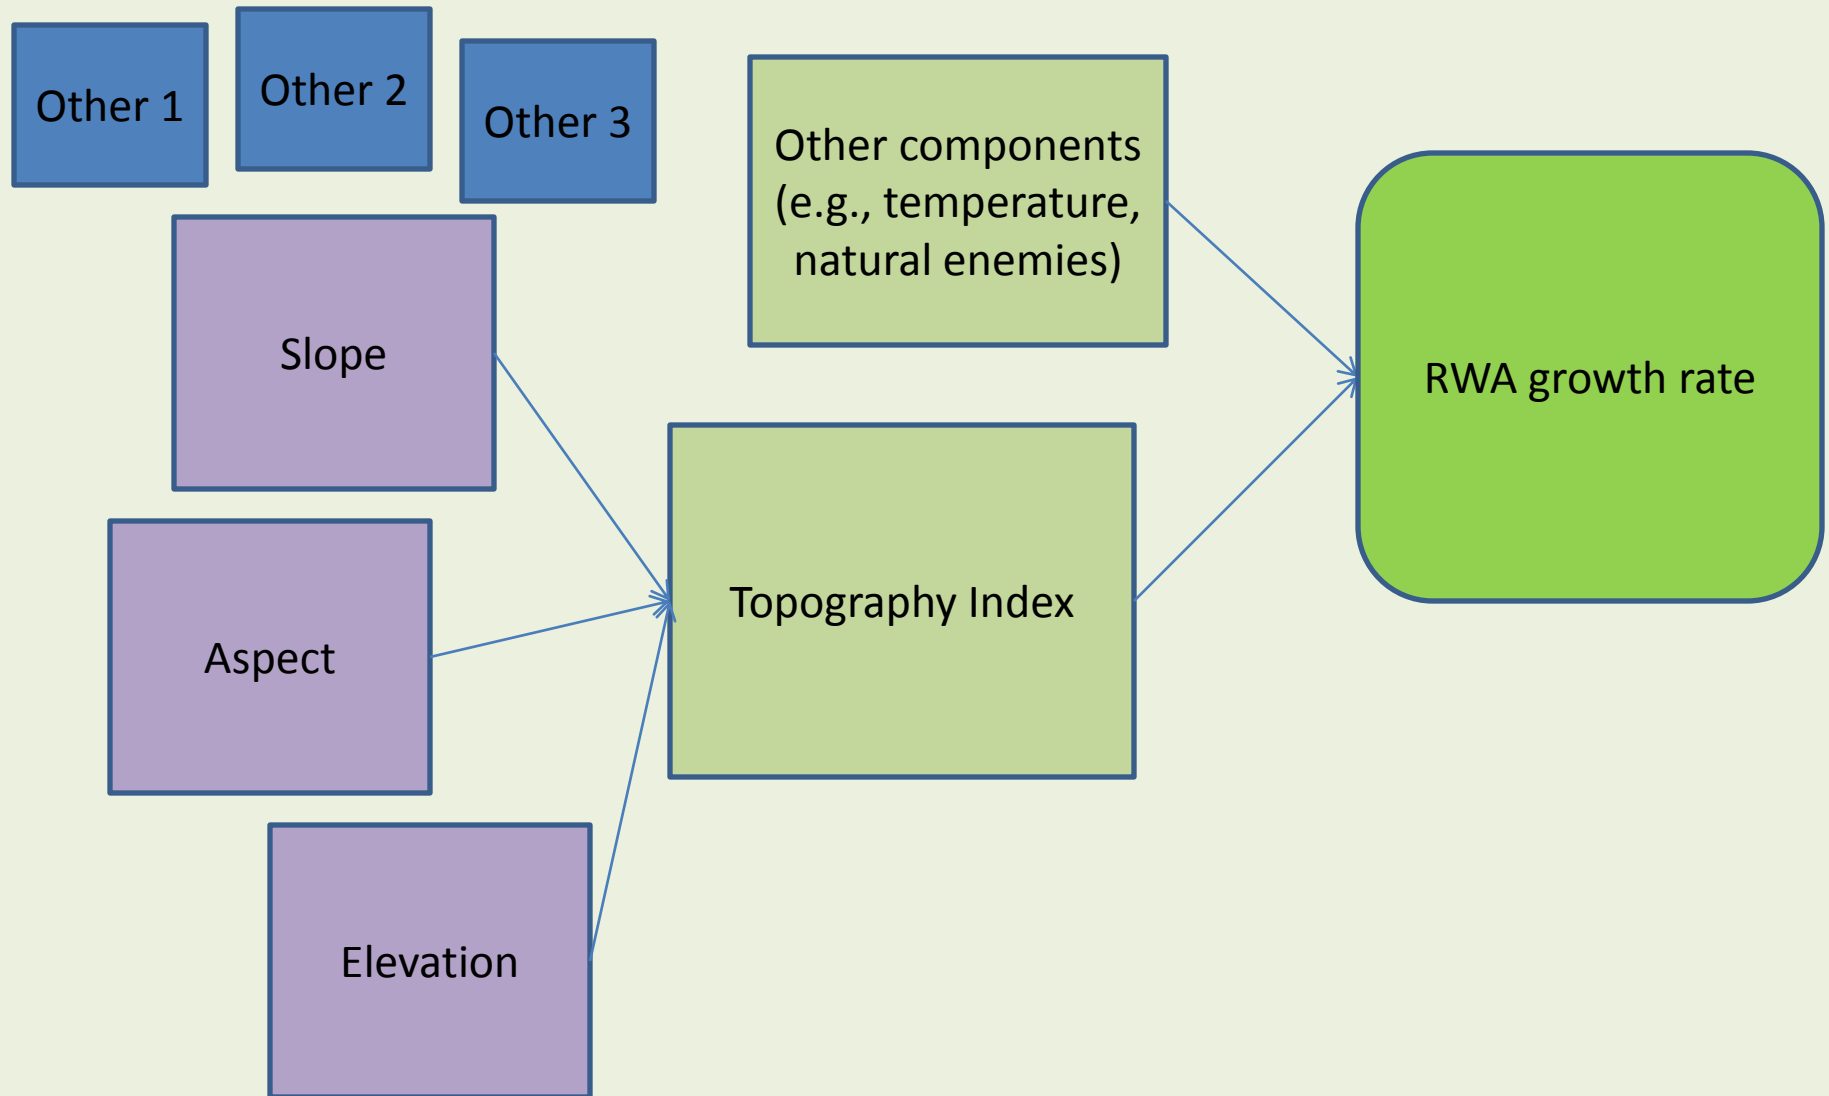 Other 1
Other 2
Other 3
Other components
(e.g., temperature,
natural enemies)
Slope
RWA growth rate
Topography Index
Aspect
Elevation